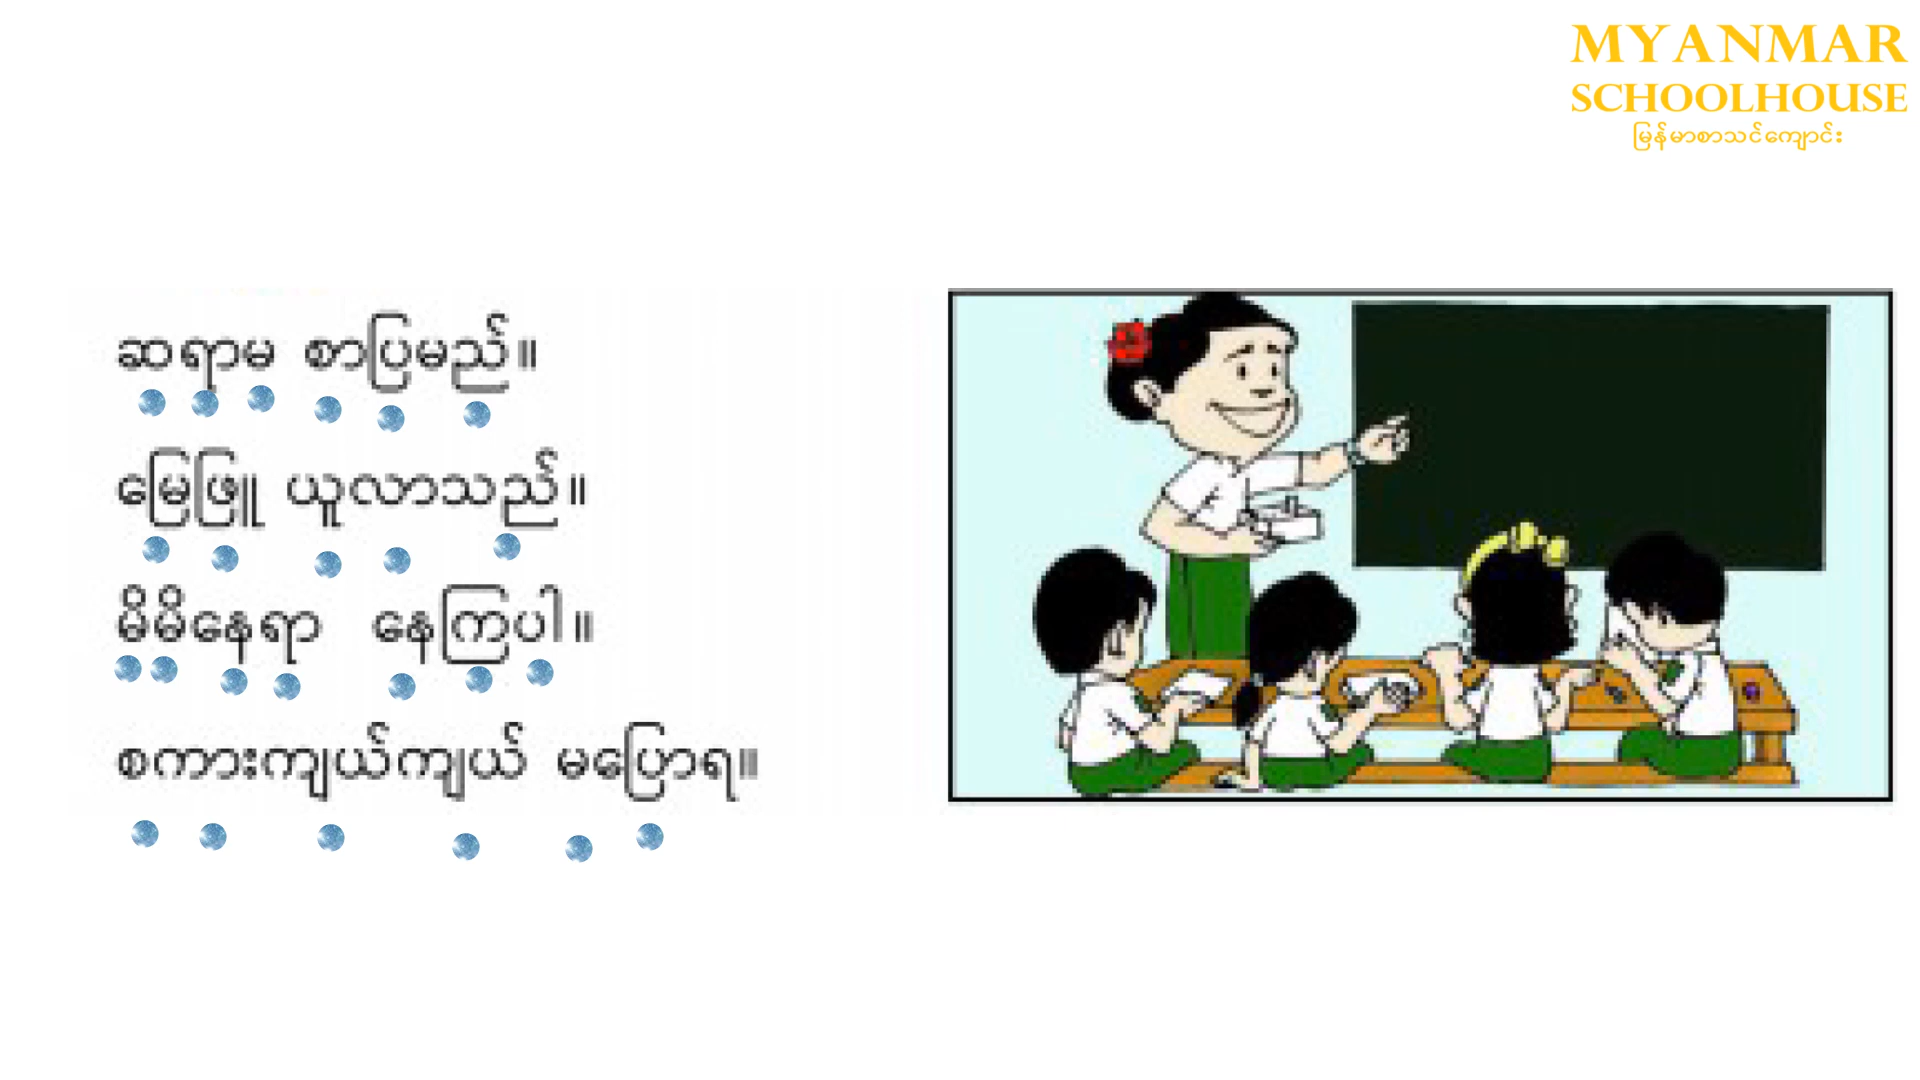 MYANMAR
SCHOOLHOUSE
မြန်မာစာသင်ကျောင်း
ဆရာမ စာပြမည်။
မြေဖြူ ယူလာသည်။
မိမိနေရာ နေကြပါ။
စကားကျယ်ကျယ် မပြောရ။